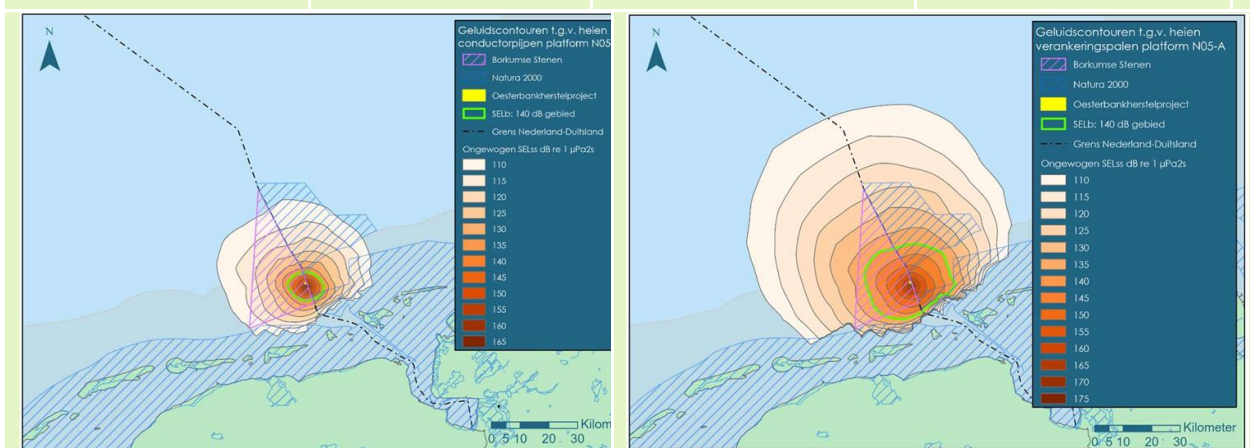 N
Geluidscontouren t.g.v. heien
conductorpijpen platform N05
Borkumse Stenen
Natura 2000
Oesterbankherstelproject
SELb: 140 dB gebied
Grens Nederland-Duitsland
Ongewogen SELss dB re 1 µPa2s
110
115
120
125
130
135
140
145
150
155
160
165
0 5 10 20 30
Kilom
N
Geluidscontouren t.g.v. heien
verankeringspalen platform N05-A
Borkumse Stenen
Natura 2000
Oesterbankherstelproject
SELb: 140 dB gebied
Grens Nederland-Duitsland
Ongewogen SELss dB re 1 µPa2s
110
115
120
125
130
135
140
145
150
155
160
165
170
175
Kilometer
0 5 10 20 30